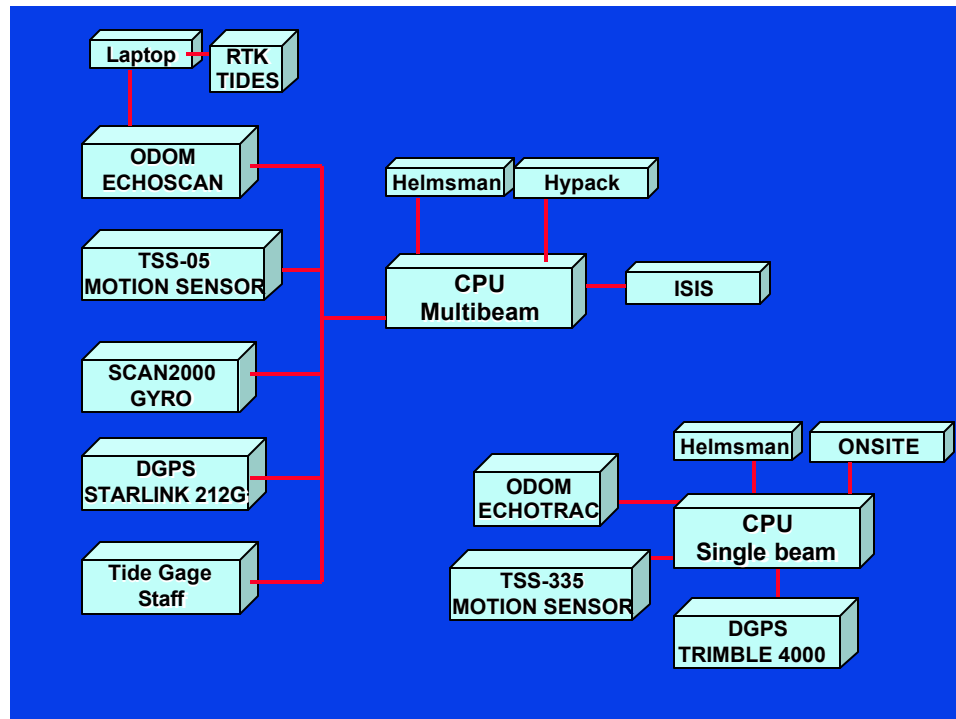 Laptop
RTK
TIDES
ODOM
ECHOSCAN
Helmsman
Hypack
TSS-05
MOTION SENSOR
CPU
Multibeam
ISIS
SCAN2000
GYRO
DGPS
STARLINK 212G
Tide Gage
Staff
Helmsman
ONSITE
ODOM
ECHOTRAC
CPU
Single beam
TSS-335
MOTION SENSOR
DGPS
TRIMBLE 4000